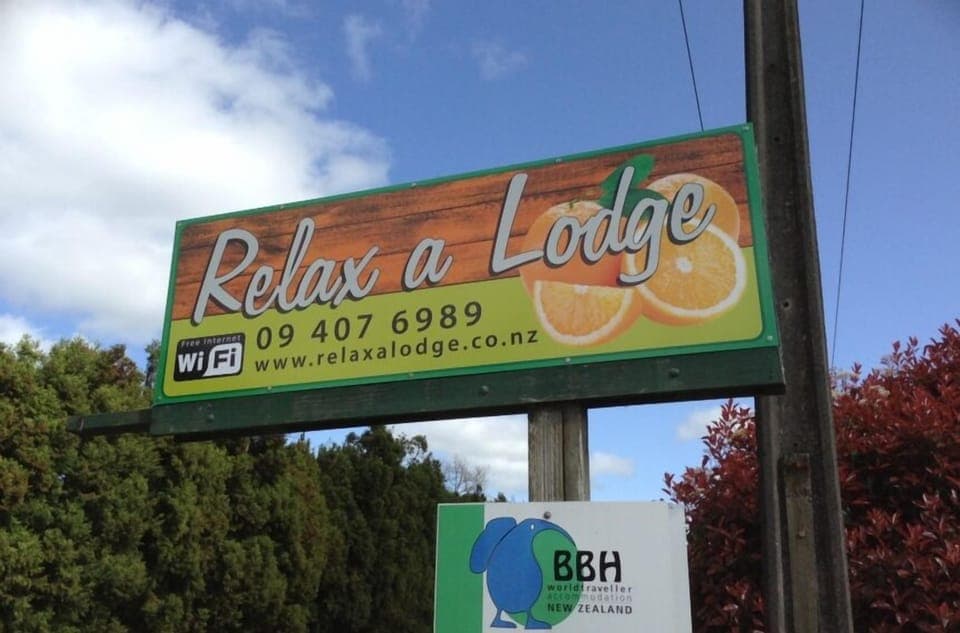 Relax a Lodge
Free Internet
WiFi
09 407 6989
www.relaxalodge.co.nz
BBH
worldtraveller
accommodation
NEW ZEALAND